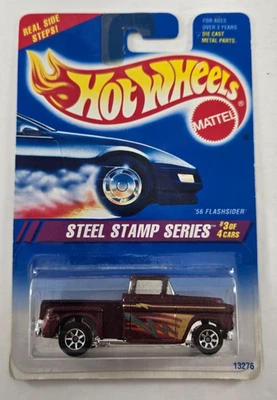 REAL SIDE
STEPS!
FOR AGES
OVER 3 YEARS
DIE CAST
METAL PARTS.
Hot Wheels
MATTEL
'56 FLASHSIDER
STEEL STAMP SERIES
#3 OF
4 CARS
13276